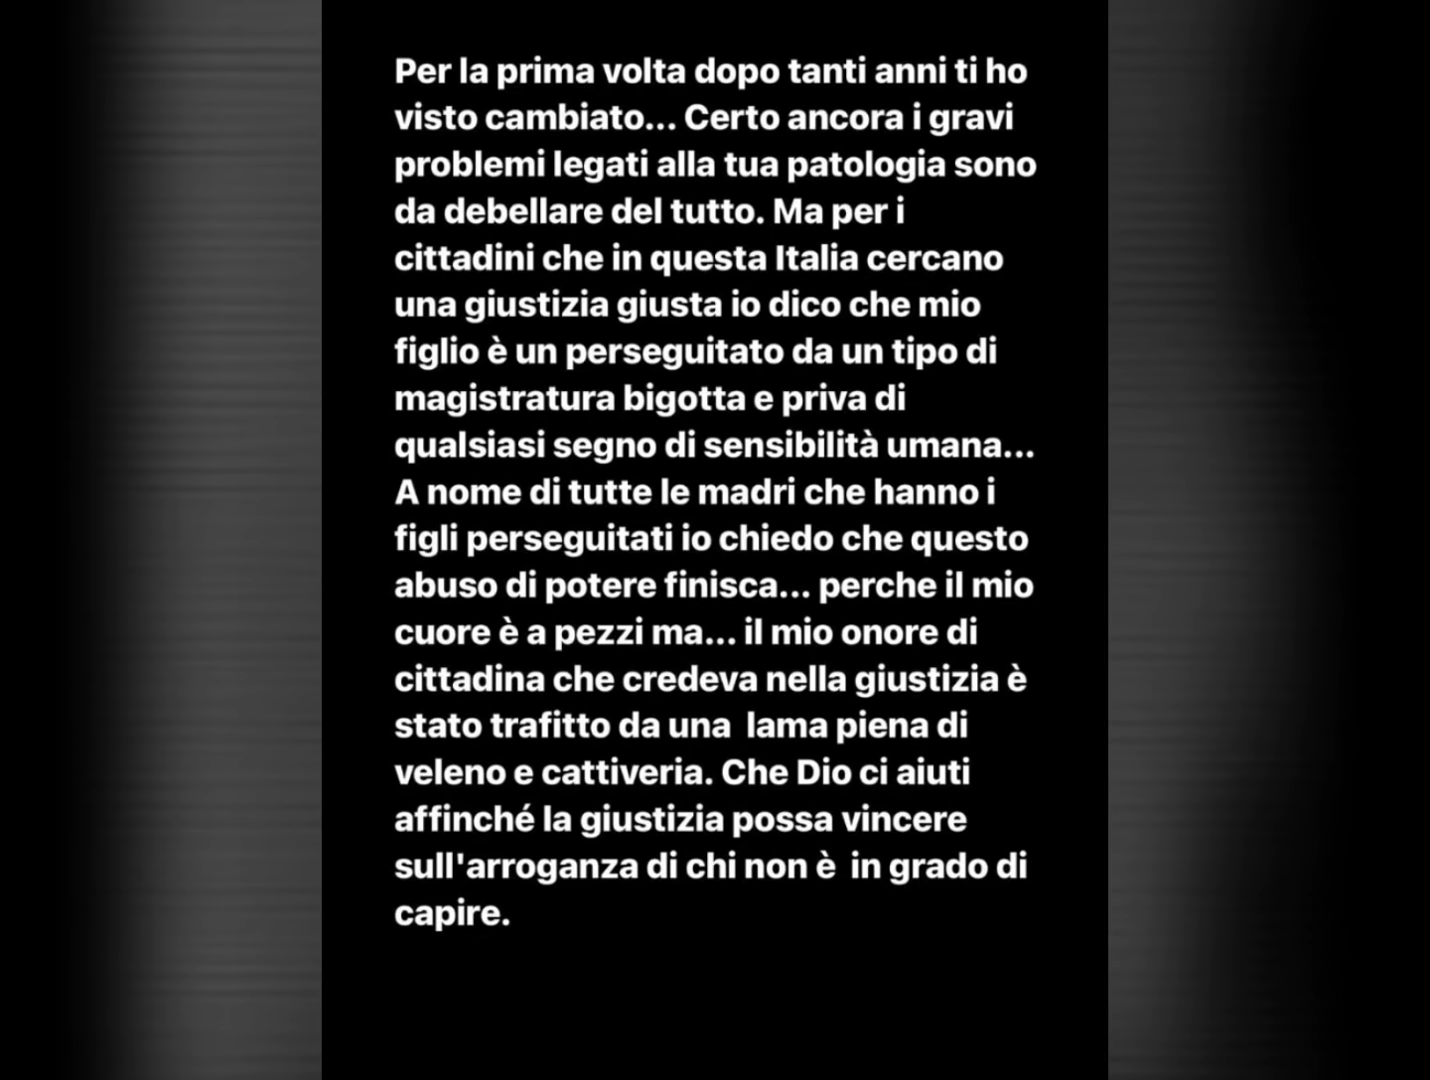 Per la prima volta dopo tanti anni ti ho
visto cambiato... Certo ancora i gravi
problemi legati alla tua patologia sono
da debellare del tutto. Ma per i
cittadini che in questa Italia cercano
una giustizia giusta io dico che mio
figlio è un perseguitato da un tipo di
magistratura bigotta e priva di
qualsiasi segno di sensibilità umana...
A nome di tutte le madri che hanno i
figli perseguitati io chiedo che questo
abuso di potere finisca... perche il mio
cuore è a pezzi ma... il mio onore di
cittadina che credeva nella giustizia è
stato trafitto da una  lama piena di
veleno e cattiveria. Che Dio ci aiuti
affinché la giustizia possa vincere
sull'arroganza di chi non è  in grado di
capire.